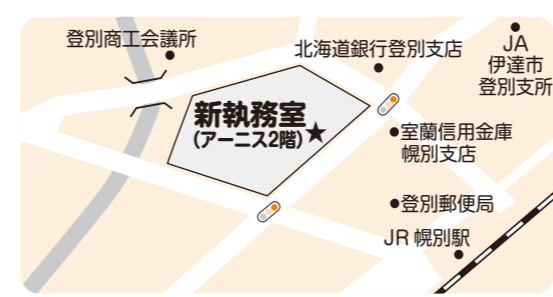 登別商工会議所
北海道銀行登別支店
JA
伊達市
登別支所
新執務室
(アーニス2階)★
室蘭信用金庫
幌別支店
登別郵便局
JR 幌別駅